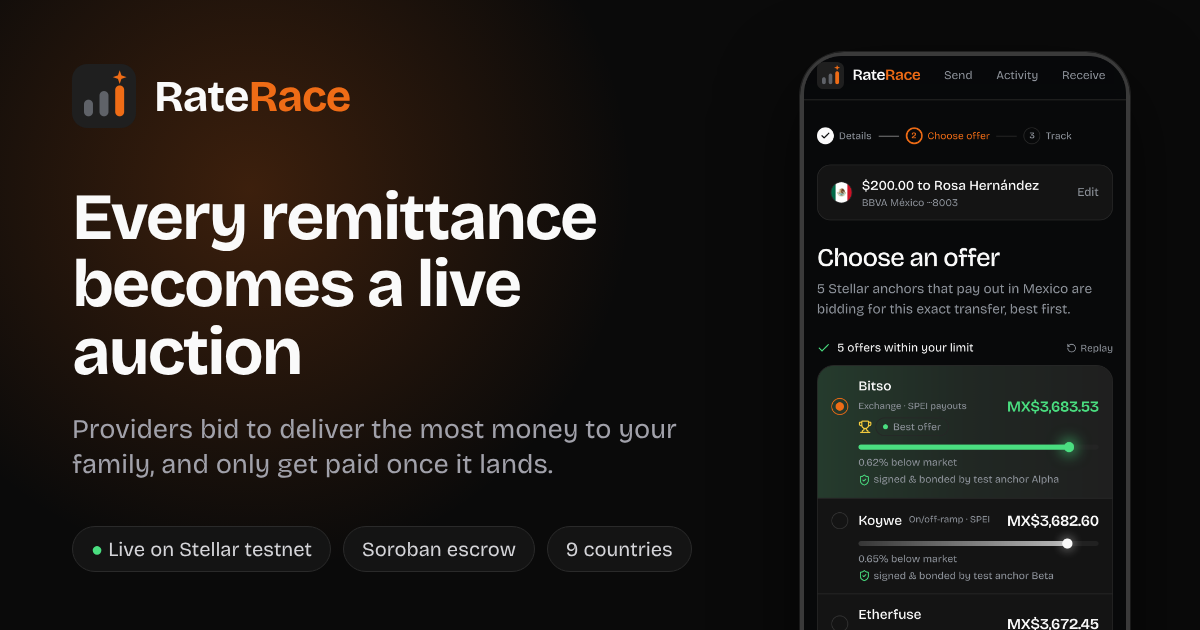 RateRace
Every remittance
becomes a live
auction
Providers bid to deliver the most money to your
family, and only get paid once it lands.
Live on Stellar testnet
Soroban escrow
9 countries
RateRace
Send
Activity
Receive
Details
2
Choose offer
3
Track
$200.00 to Rosa Hernández
BBVA México ··8003
Edit
Choose an offer
5 Stellar anchors that pay out in Mexico are
bidding for this exact transfer, best first.
5 offers within your limit
Replay
Bitso
Exchange · SPEI payouts
MX$3,683.53
Best offer
0.62% below market
signed & bonded by test anchor Alpha
Koywe On/off-ramp · SPEI
MX$3,682.60
0.65% below market
signed & bonded by test anchor Beta
Etherfuse
MX$3,672.45